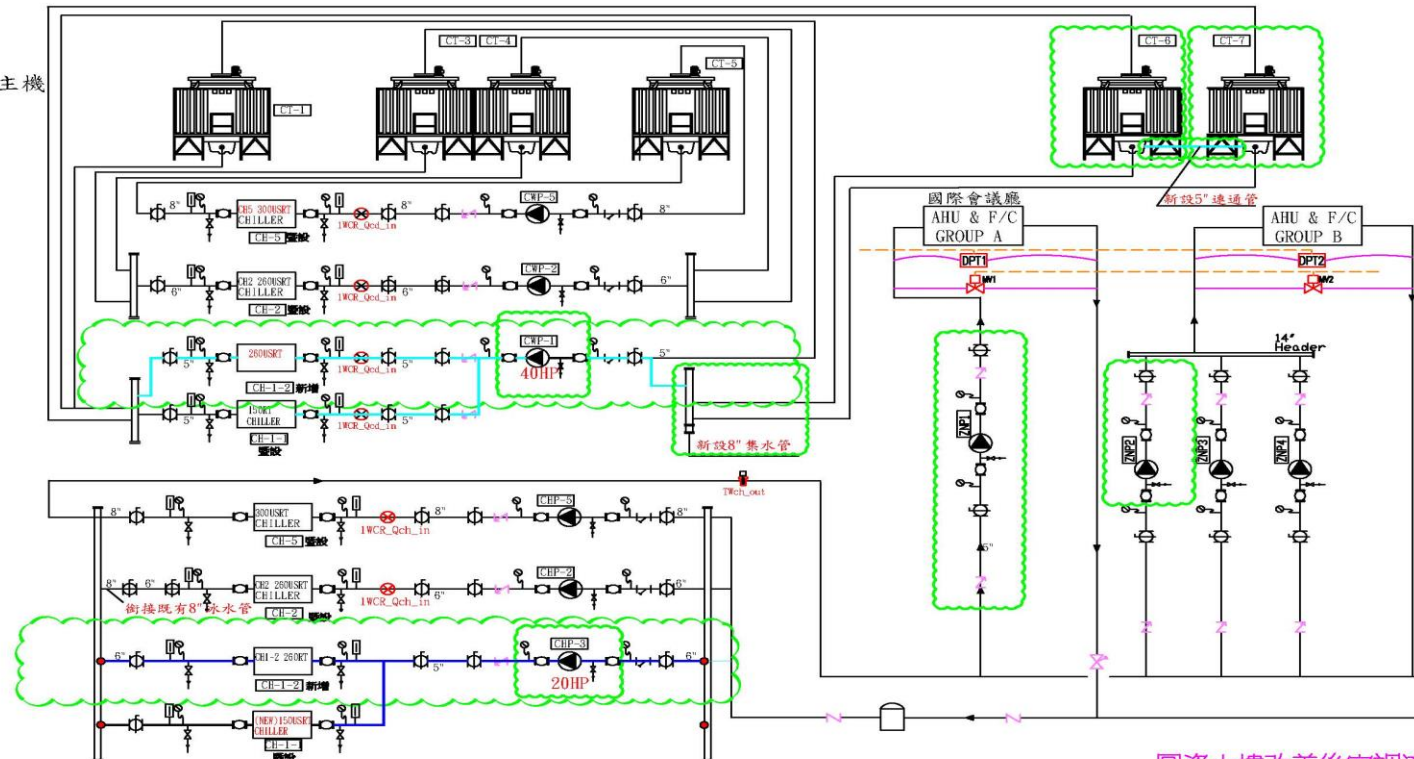 主機
CT-1
CT-3
CT-4
CT-5
CT-6
CT-7
新設5"連通管
8"
CH5 300USRT
CHILLER
CH-5 暨設
1WCR_Qcd_in
8"
CWP-5
8"
6"
CH2 260USRT
CHILLER
CH-2 暨設
1WCR_Qcd_in
6"
CWP-2
6"
5"
260USRT
CH-1-2 新增
1WCR_Qcd_in
5"
CWP-1
40HP
5"
5"
150RT
CHILLER
CH-1-1
暨設
1WCR_Qcd_in
5"
新設8"集水管
國際會議廳
AHU & F/C
GROUP A
DPT1
MV1
AHU & F/C
GROUP B
DPT2
MV2
14"
Header
ZNP1
ZNP2
ZNP3
ZNP4
5"
TWch_out
8"
300USRT
CHILLER
CH-5 暨設
1WCR_Qch_in
8"
CHP-5
8"
8"
6"
銜接既有8"冰水管
CH2 260USRT
CHILLER
CH-2 暨設
1WCR_Qch_in
6"
CHP-2
6"
6"
CH1-2 260RT
CH-1-2 新增
5"
CHP-3
20HP
6"
(NEW)150USRT
CHILLER
CH-1-1
暨設